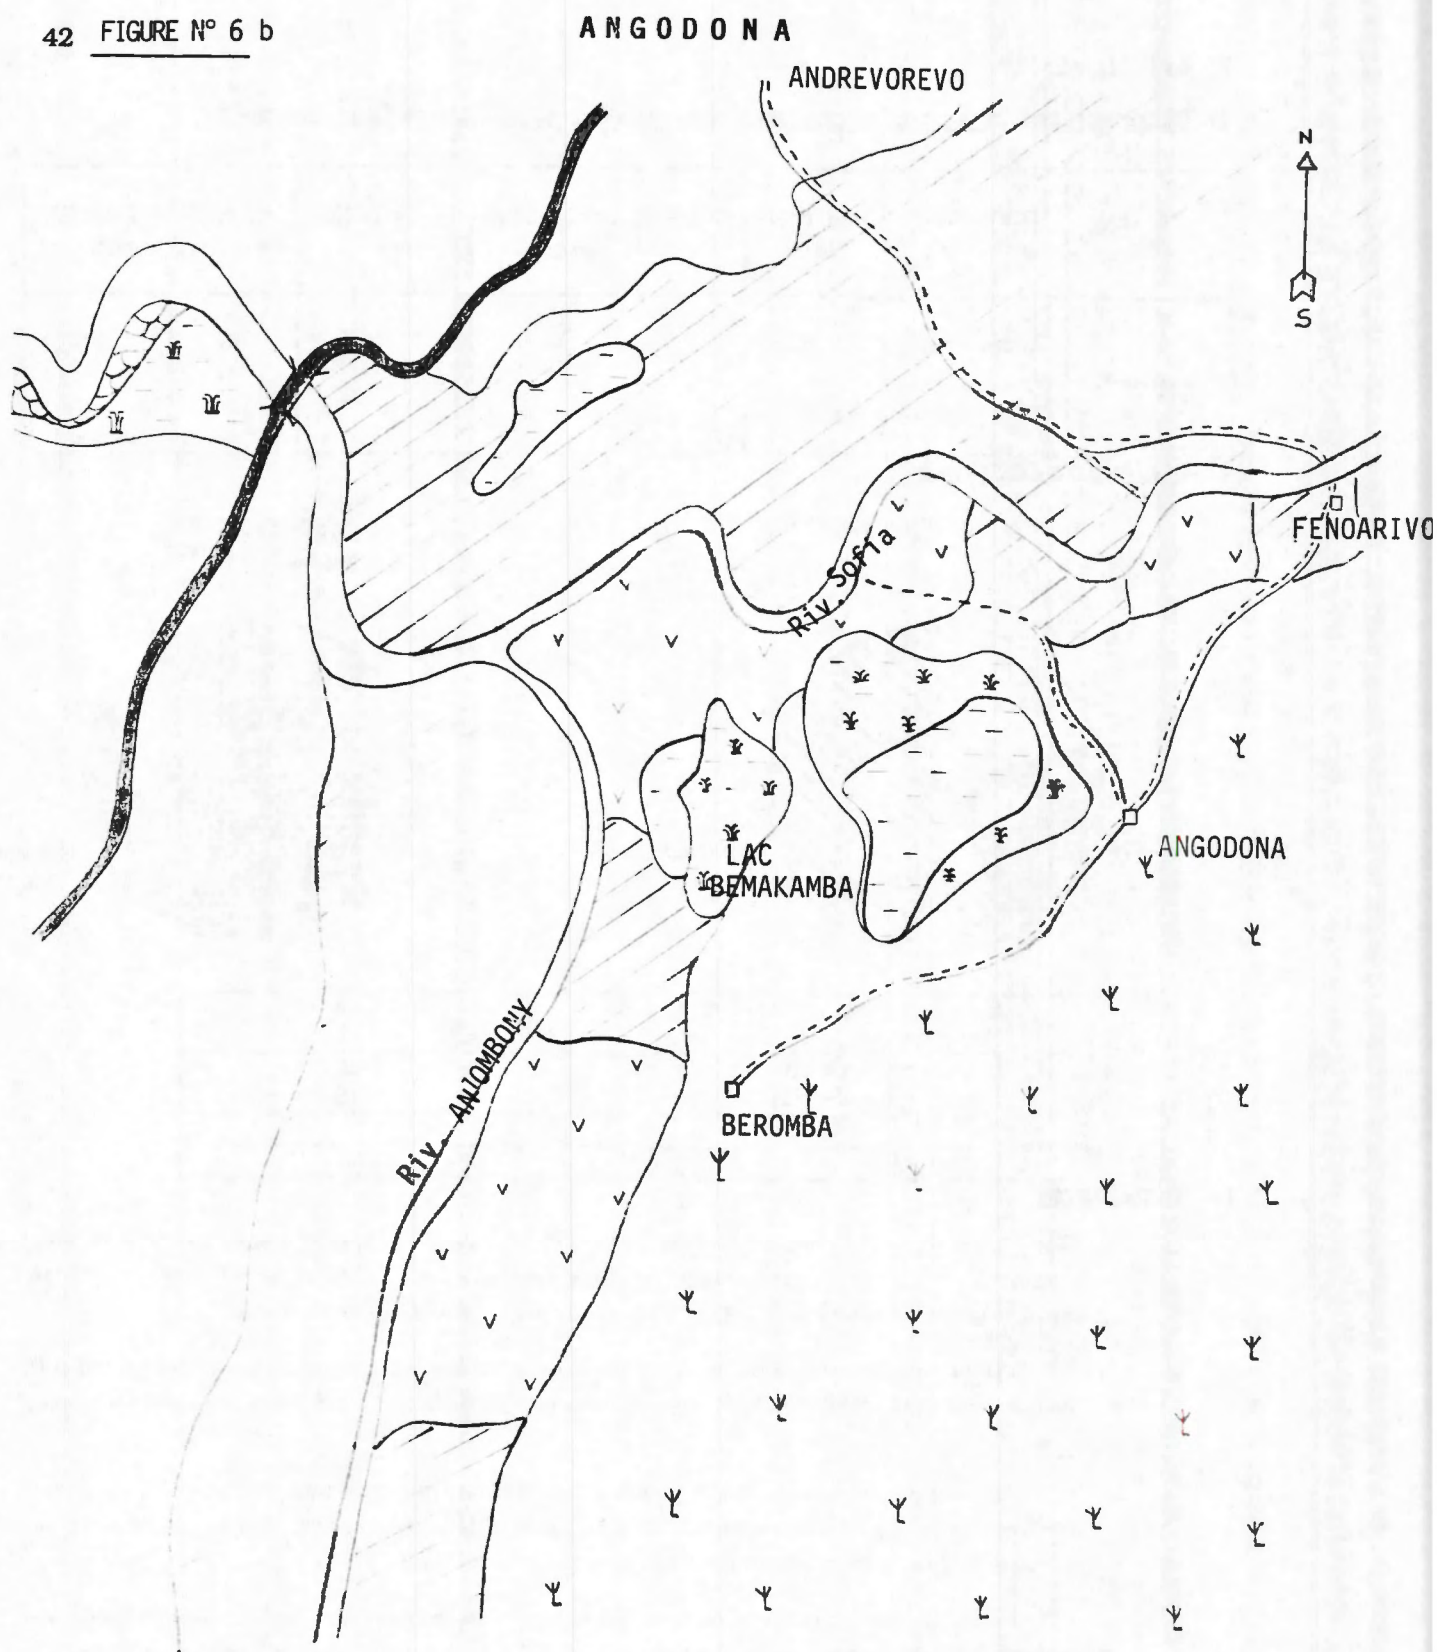 42 FIGURE N° 6 b
ANGODONA
ANDREVOREVO
N
S
FENOARIVO
Riv. Sofia
ANGODONA
LAC
BEMAKAMBA
Riv. ANJOMBONY
BEROMBA